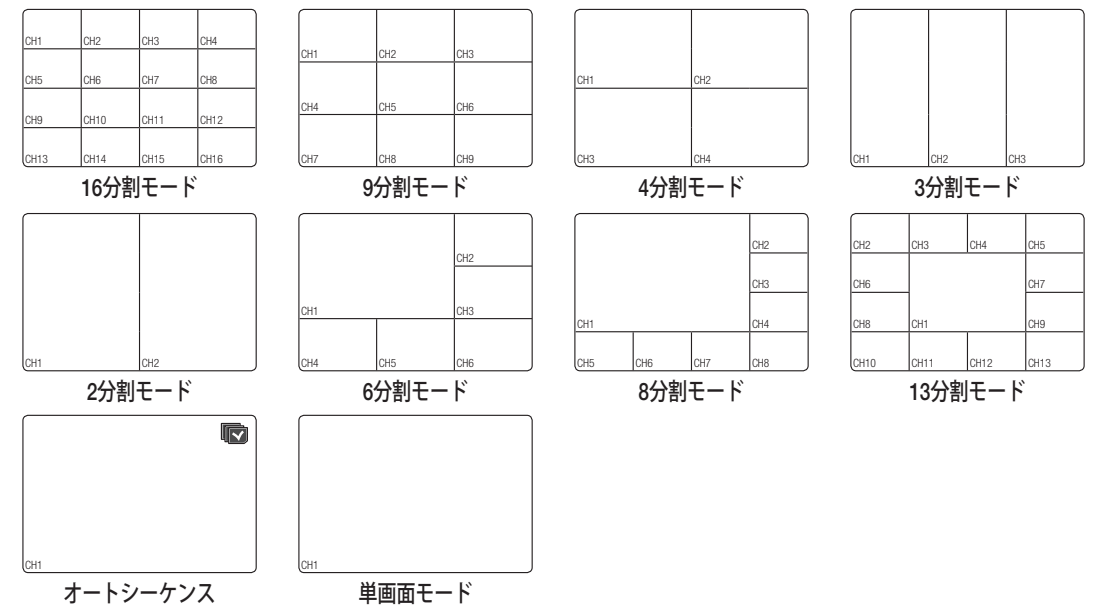 CH1 CH2 CH3 CH4
CH5 CH6 CH7 CH8
CH9 CH10 CH11 CH12
CH13 CH14 CH15 CH16
16分割モード
CH1 CH2 CH3
CH4 CH5 CH6
CH7 CH8 CH9
9分割モード
CH1 CH2
CH3 CH4
4分割モード
CH1 CH2 CH3
3分割モード
CH1 CH2
2分割モード
CH2
CH1 CH3
CH4 CH5 CH6
6分割モード
CH2
CH3
CH1 CH4
CH5 CH6 CH7 CH8
8分割モード
CH2 CH3 CH4 CH5
CH6 CH7
CH8 CH1 CH9
CH10 CH11 CH12 CH13
13分割モード
CH1
オートシーケンス
CH1
単画面モード